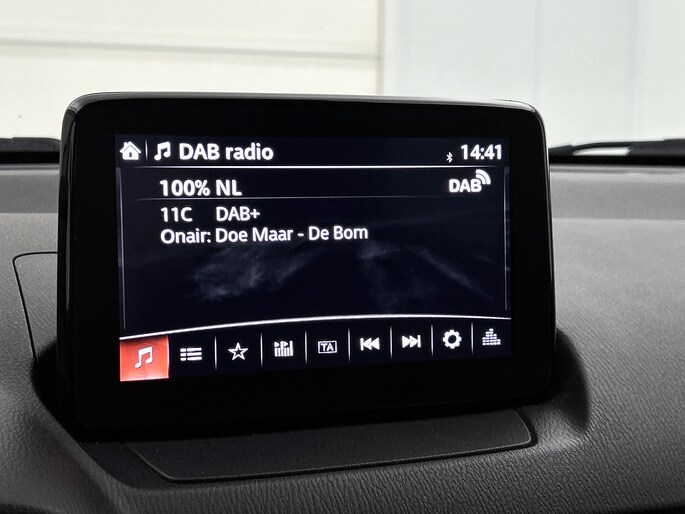 DAB radio 14:41
100% NL DAB
11C DAB+
Onair: Doe Maar - De Bom
TA